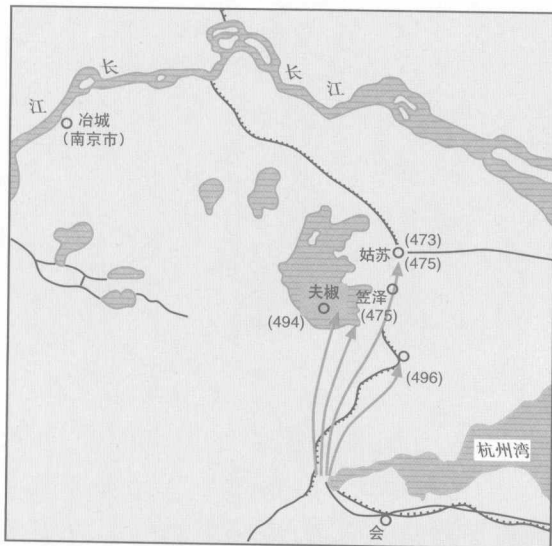 长
江
冶城
(南京市)
长
江
姑苏
(473)
(475)
夫椒
(494)
笠泽
(475)
(496)
杭州湾
会